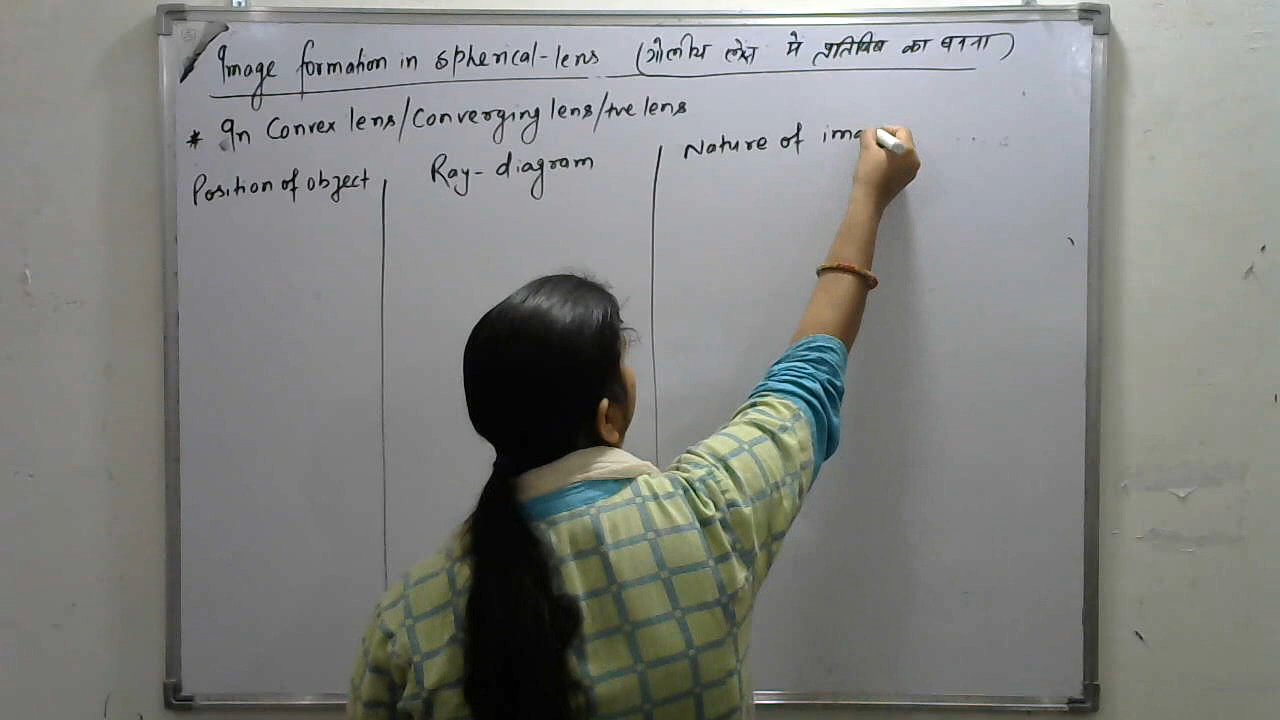 Image formation in spherical-lens (गोलीय लेंस मे प्रतिबिंब का बनना)
* In Convex lens/Converging lens/+ve lens
Position of object
Ray-diagram
Nature of ima